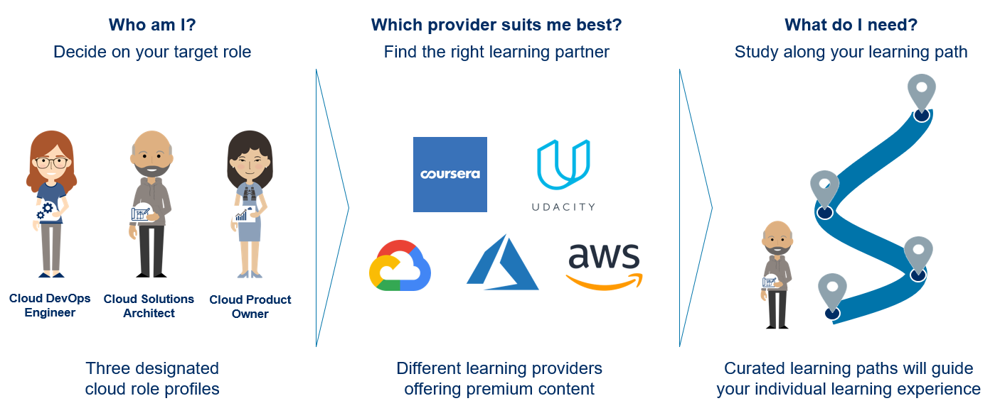 Who am I?
Decide on your target role
Cloud DevOps
Engineer
Cloud Solutions
Architect
Cloud Product
Owner
Three designated
cloud role profiles
Which provider suits me best?
Find the right learning partner
coursera
UDACITY
aws
Different learning providers
offering premium content
What do I need?
Study along your learning path
Curated learning paths will guide
your individual learning experience